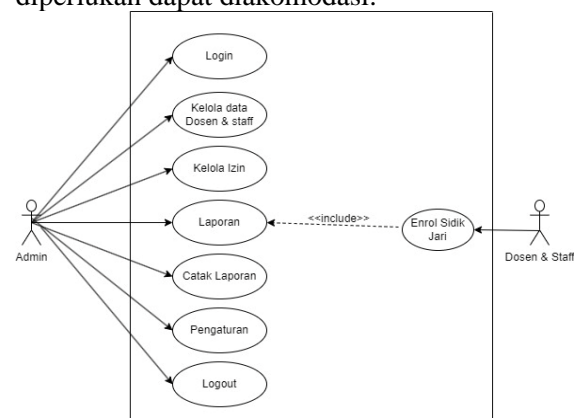 diperlukan dapat diakomodasi.
Login
Kelola data
Dosen & staff
Kelola Izin
Laporan
<<include>>
Enrol Sidik
Jari
Admin
Dosen & Staff
Catak Laporan
Pengaturan
Logout